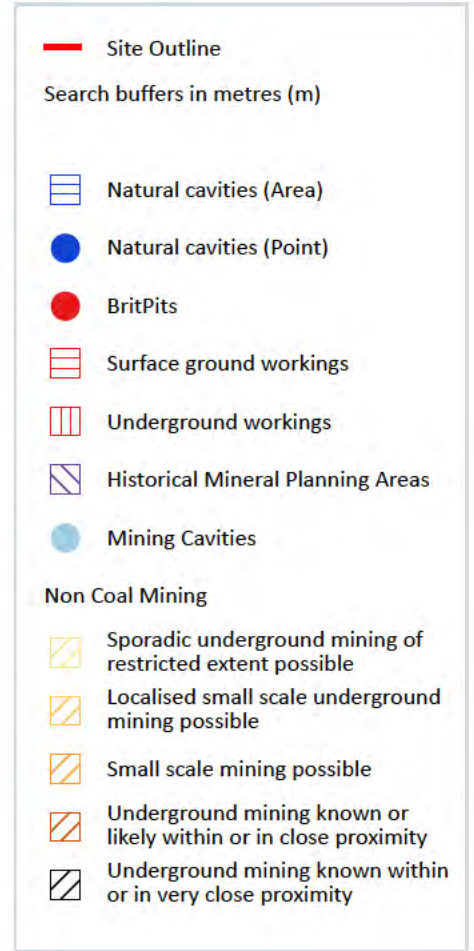 Site Outline
Search buffers in metres (m)
Natural cavities (Area)
Natural cavities (Point)
BritPits
Surface ground workings
Underground workings
Historical Mineral Planning Areas
Mining Cavities
Non Coal Mining
Sporadic underground mining of
restricted extent possible
Localised small scale underground
mining possible
Small scale mining possible
Underground mining known or
likely within or in close proximity
Underground mining known within
or in very close proximity